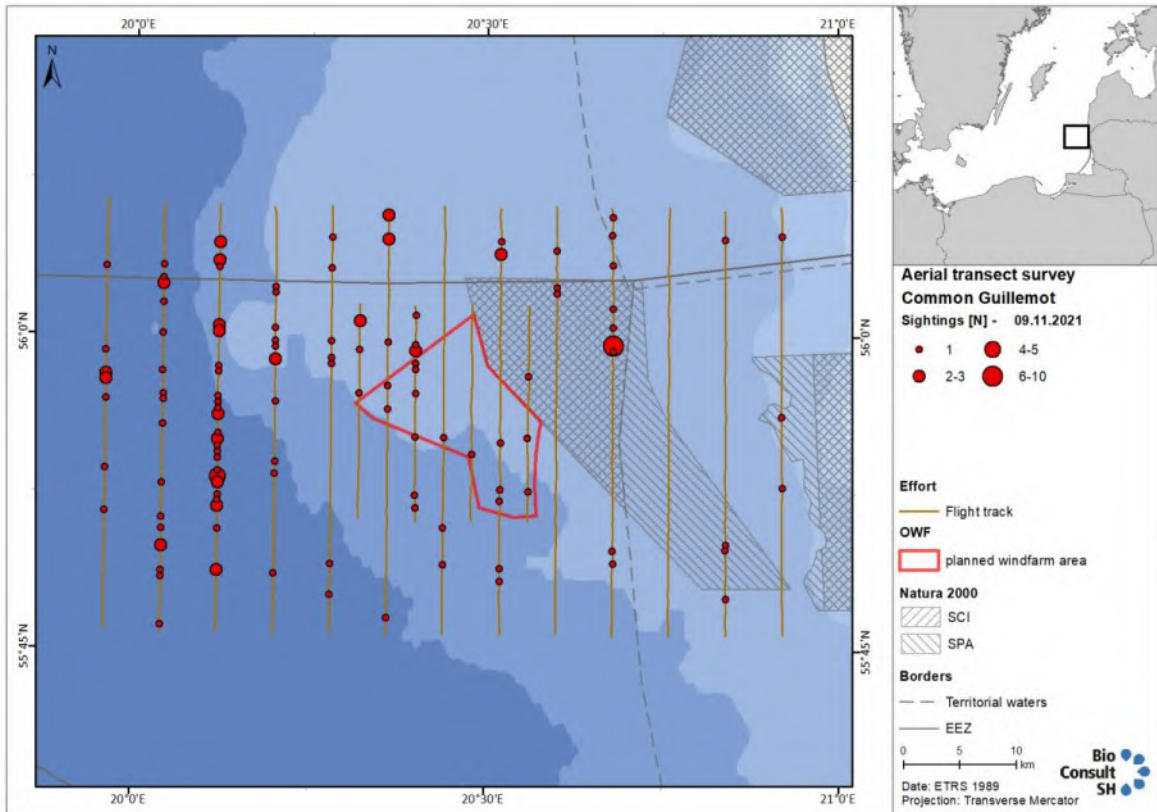 20°0'E
20°30'E
21°0'E
N
56°0'N
56°0'N
55°45'N
55°45'N
20°0'E
20°30'E
21°0'E
Aerial transect survey
Common Guillemot
Sightings [N] - 09.11.2021
1
4-5
2-3
6-10
Effort
Flight track
OWF
planned windfarm area
Natura 2000
SCI
SPA
Borders
Territorial waters
EEZ
0 5 10
km
Date: ETRS 1989
Projection: Transverse Mercator
Bio
Consult
SH